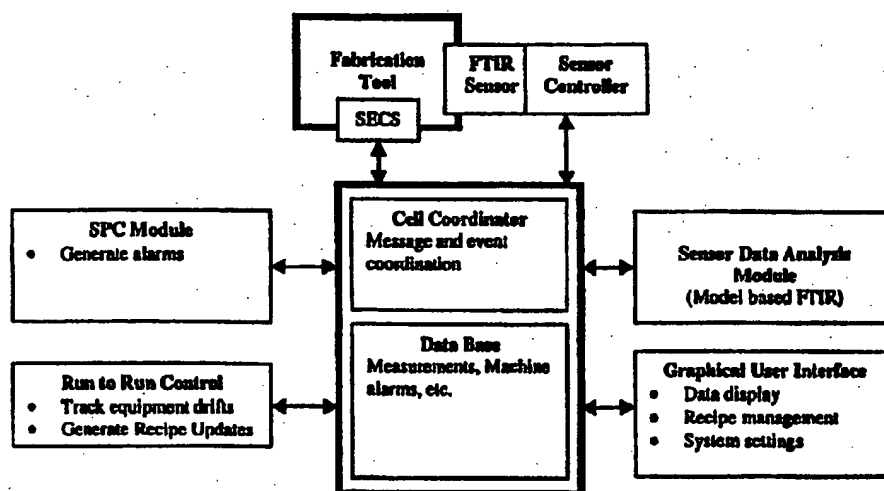 Fabrication
Tool
FTIR
Sensor
Sensor
Controller
SECS
SPC Module
• Generate alarms
Cell Coordinator
Message and event
coordination
Sensor Data Analysis
Module
(Model based FTIR)
Run to Run Control
• Track equipment drifts
• Generate Recipe Updates
Data Base
Measurements, Machine
alarms, etc.
Graphical User Interface
• Data display
• Recipe management
• System settings